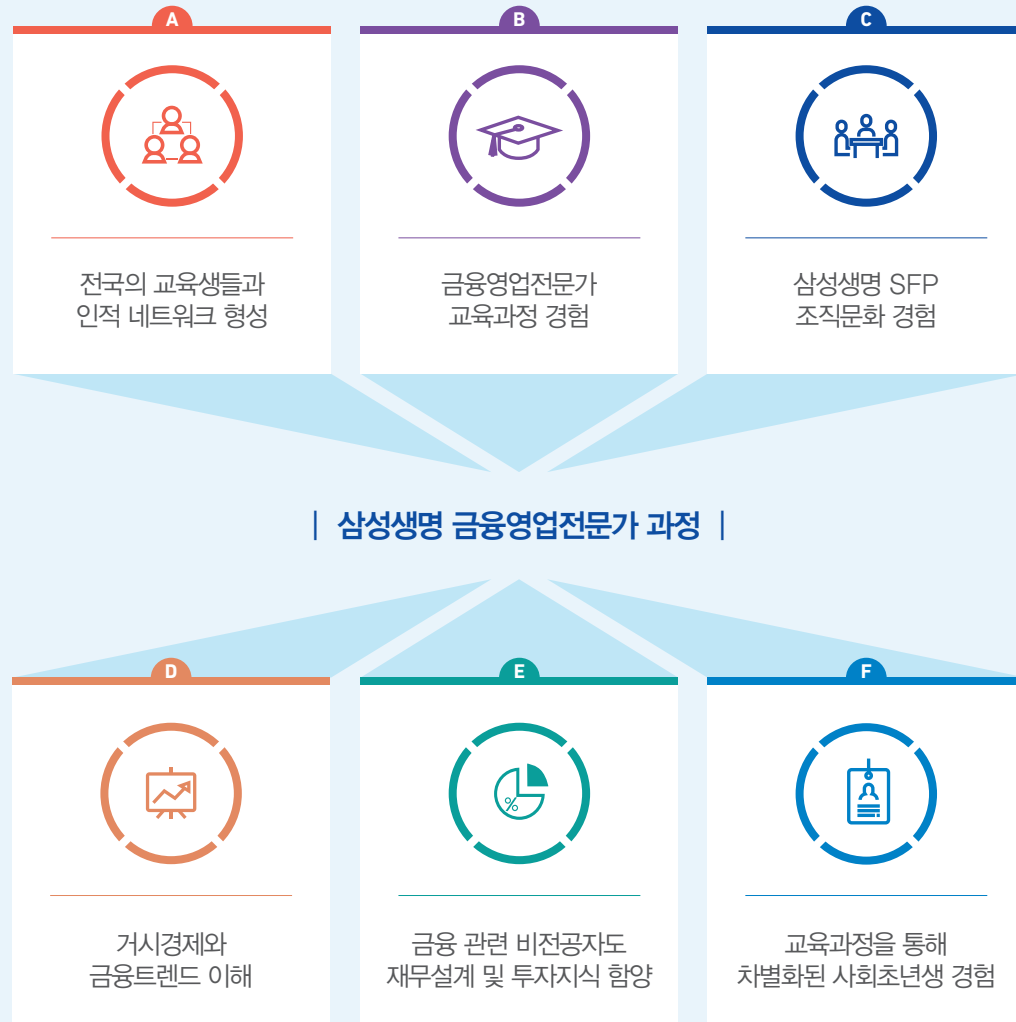 A
전국의 교육생들과
인적 네트워크 형성
B
금융영업전문가
교육과정 경험
C
삼성생명 SFP
조직문화 경험
| 삼성생명 금융영업전문가 과정 |
D
거시경제와
금융트렌드 이해
E
%
금융 관련 비전공자도
재무설계 및 투자지식 함양
F
교육과정을 통해
차별화된 사회초년생 경험